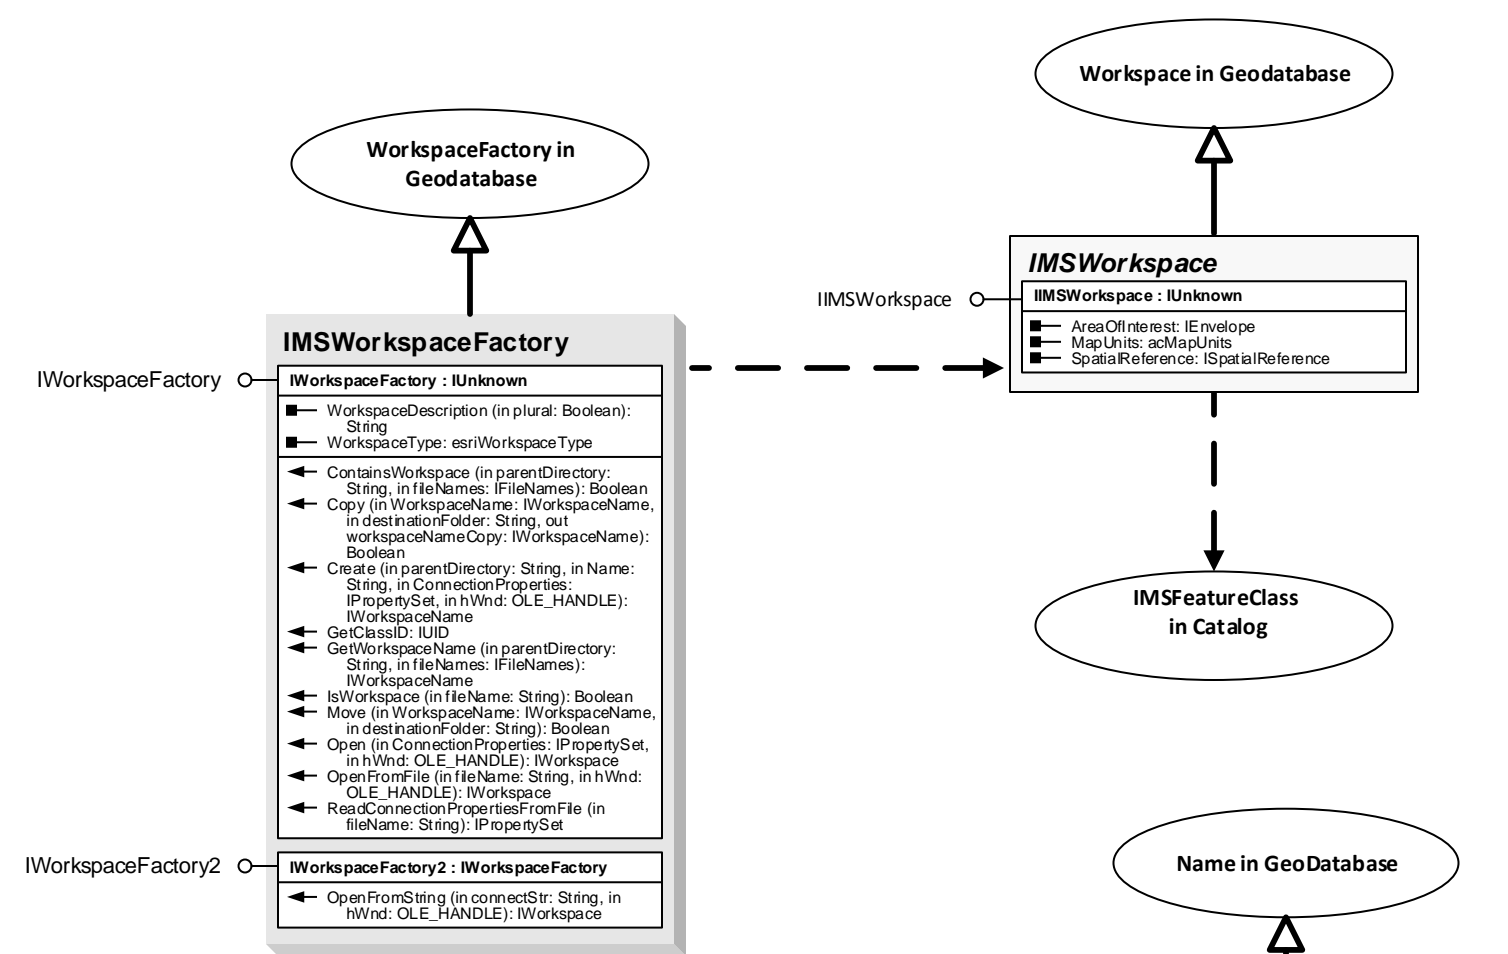 Workspace in Geodatabase
WorkspaceFactory in
Geodatabase
IMSWorkspace
IIMSWorkspace
IIMSWorkspace : IUnknown
AreaOfInterest: IEnvelope
MapUnits: acMapUnits
SpatialReference: ISpatialReference
IMSWorkspaceFactory
IWorkspaceFactory
IWorkspaceFactory : IUnknown
WorkspaceDescription (in plural: Boolean):
String
WorkspaceType: esriWorkspaceType
ContainsWorkspace (in parentDirectory:
String, in fileNames: IFileNames): Boolean
Copy (in WorkspaceName: IWorkspaceName,
in destinationFolder: String, out
workspaceNameCopy: IWorkspaceName):
Boolean
Create (in parentDirectory: String, in Name:
String, in ConnectionProperties:
IPropertySet, in hWnd: OLE_HANDLE):
IWorkspaceName
GetClassID: IUID
GetWorkspaceName (in parentDirectory:
String, in fileNames: IFileNames):
IWorkspaceName
IsWorkspace (in fileName: String): Boolean
Move (in WorkspaceName: IWorkspaceName,
in destinationFolder: String): Boolean
Open (in ConnectionProperties: IPropertySet,
in hWnd: OLE_HANDLE): IWorkspace
OpenFromFile (in fileName: String, in hWnd:
OLE_HANDLE): IWorkspace
ReadConnectionPropertiesFromFile (in
fileName: String): IPropertySet
IWorkspaceFactory2
IWorkspaceFactory2 : IWorkspaceFactory
OpenFromString (in connectStr: String, in
hWnd: OLE_HANDLE): IWorkspace
IMSFeatureClass
in Catalog
Name in GeoDatabase